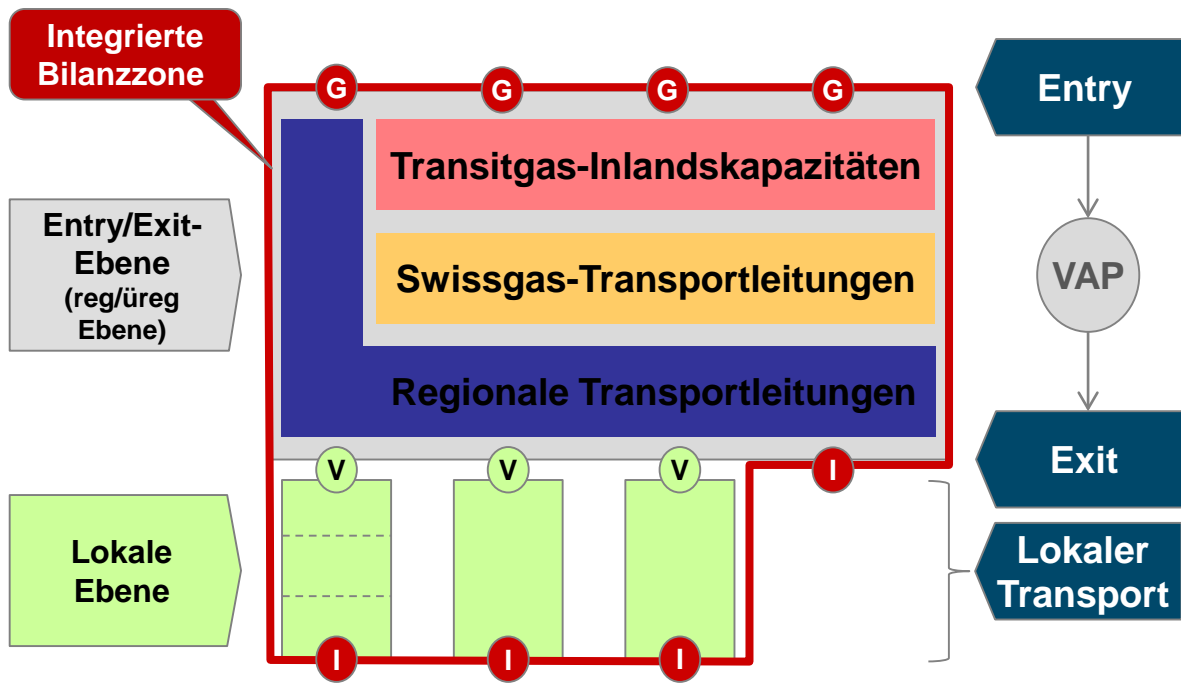 Integrierte
Bilanzzone
G G G G
Entry
Transitgas-Inlandskapazitäten
Entry/Exit-
Ebene
(reg/üreg
Ebene)
Swissgas-Transportleitungen
VAP
Regionale Transportleitungen
V V V I
Exit
Lokale
Ebene
Lokaler
Transport
I I I